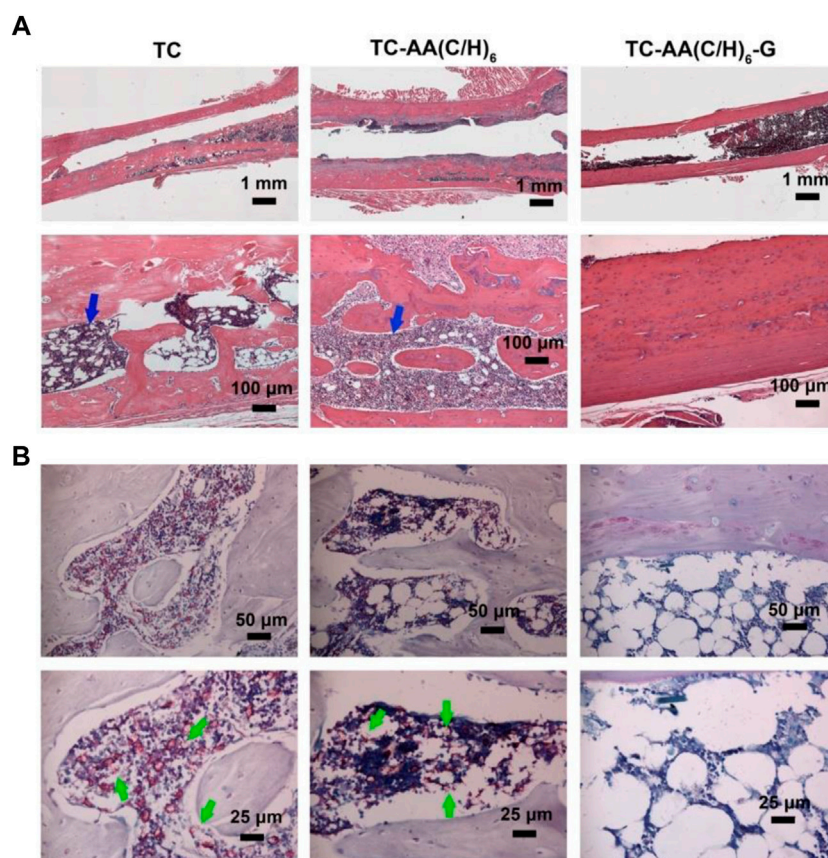 A
TC TC-AA(C/H)₆ TC-AA(C/H)₆-G
1 mm 1 mm 1 mm
100 µm 100 µm 100 µm
B
50 µm 50 µm 50 µm
25 µm 25 µm 25 µm